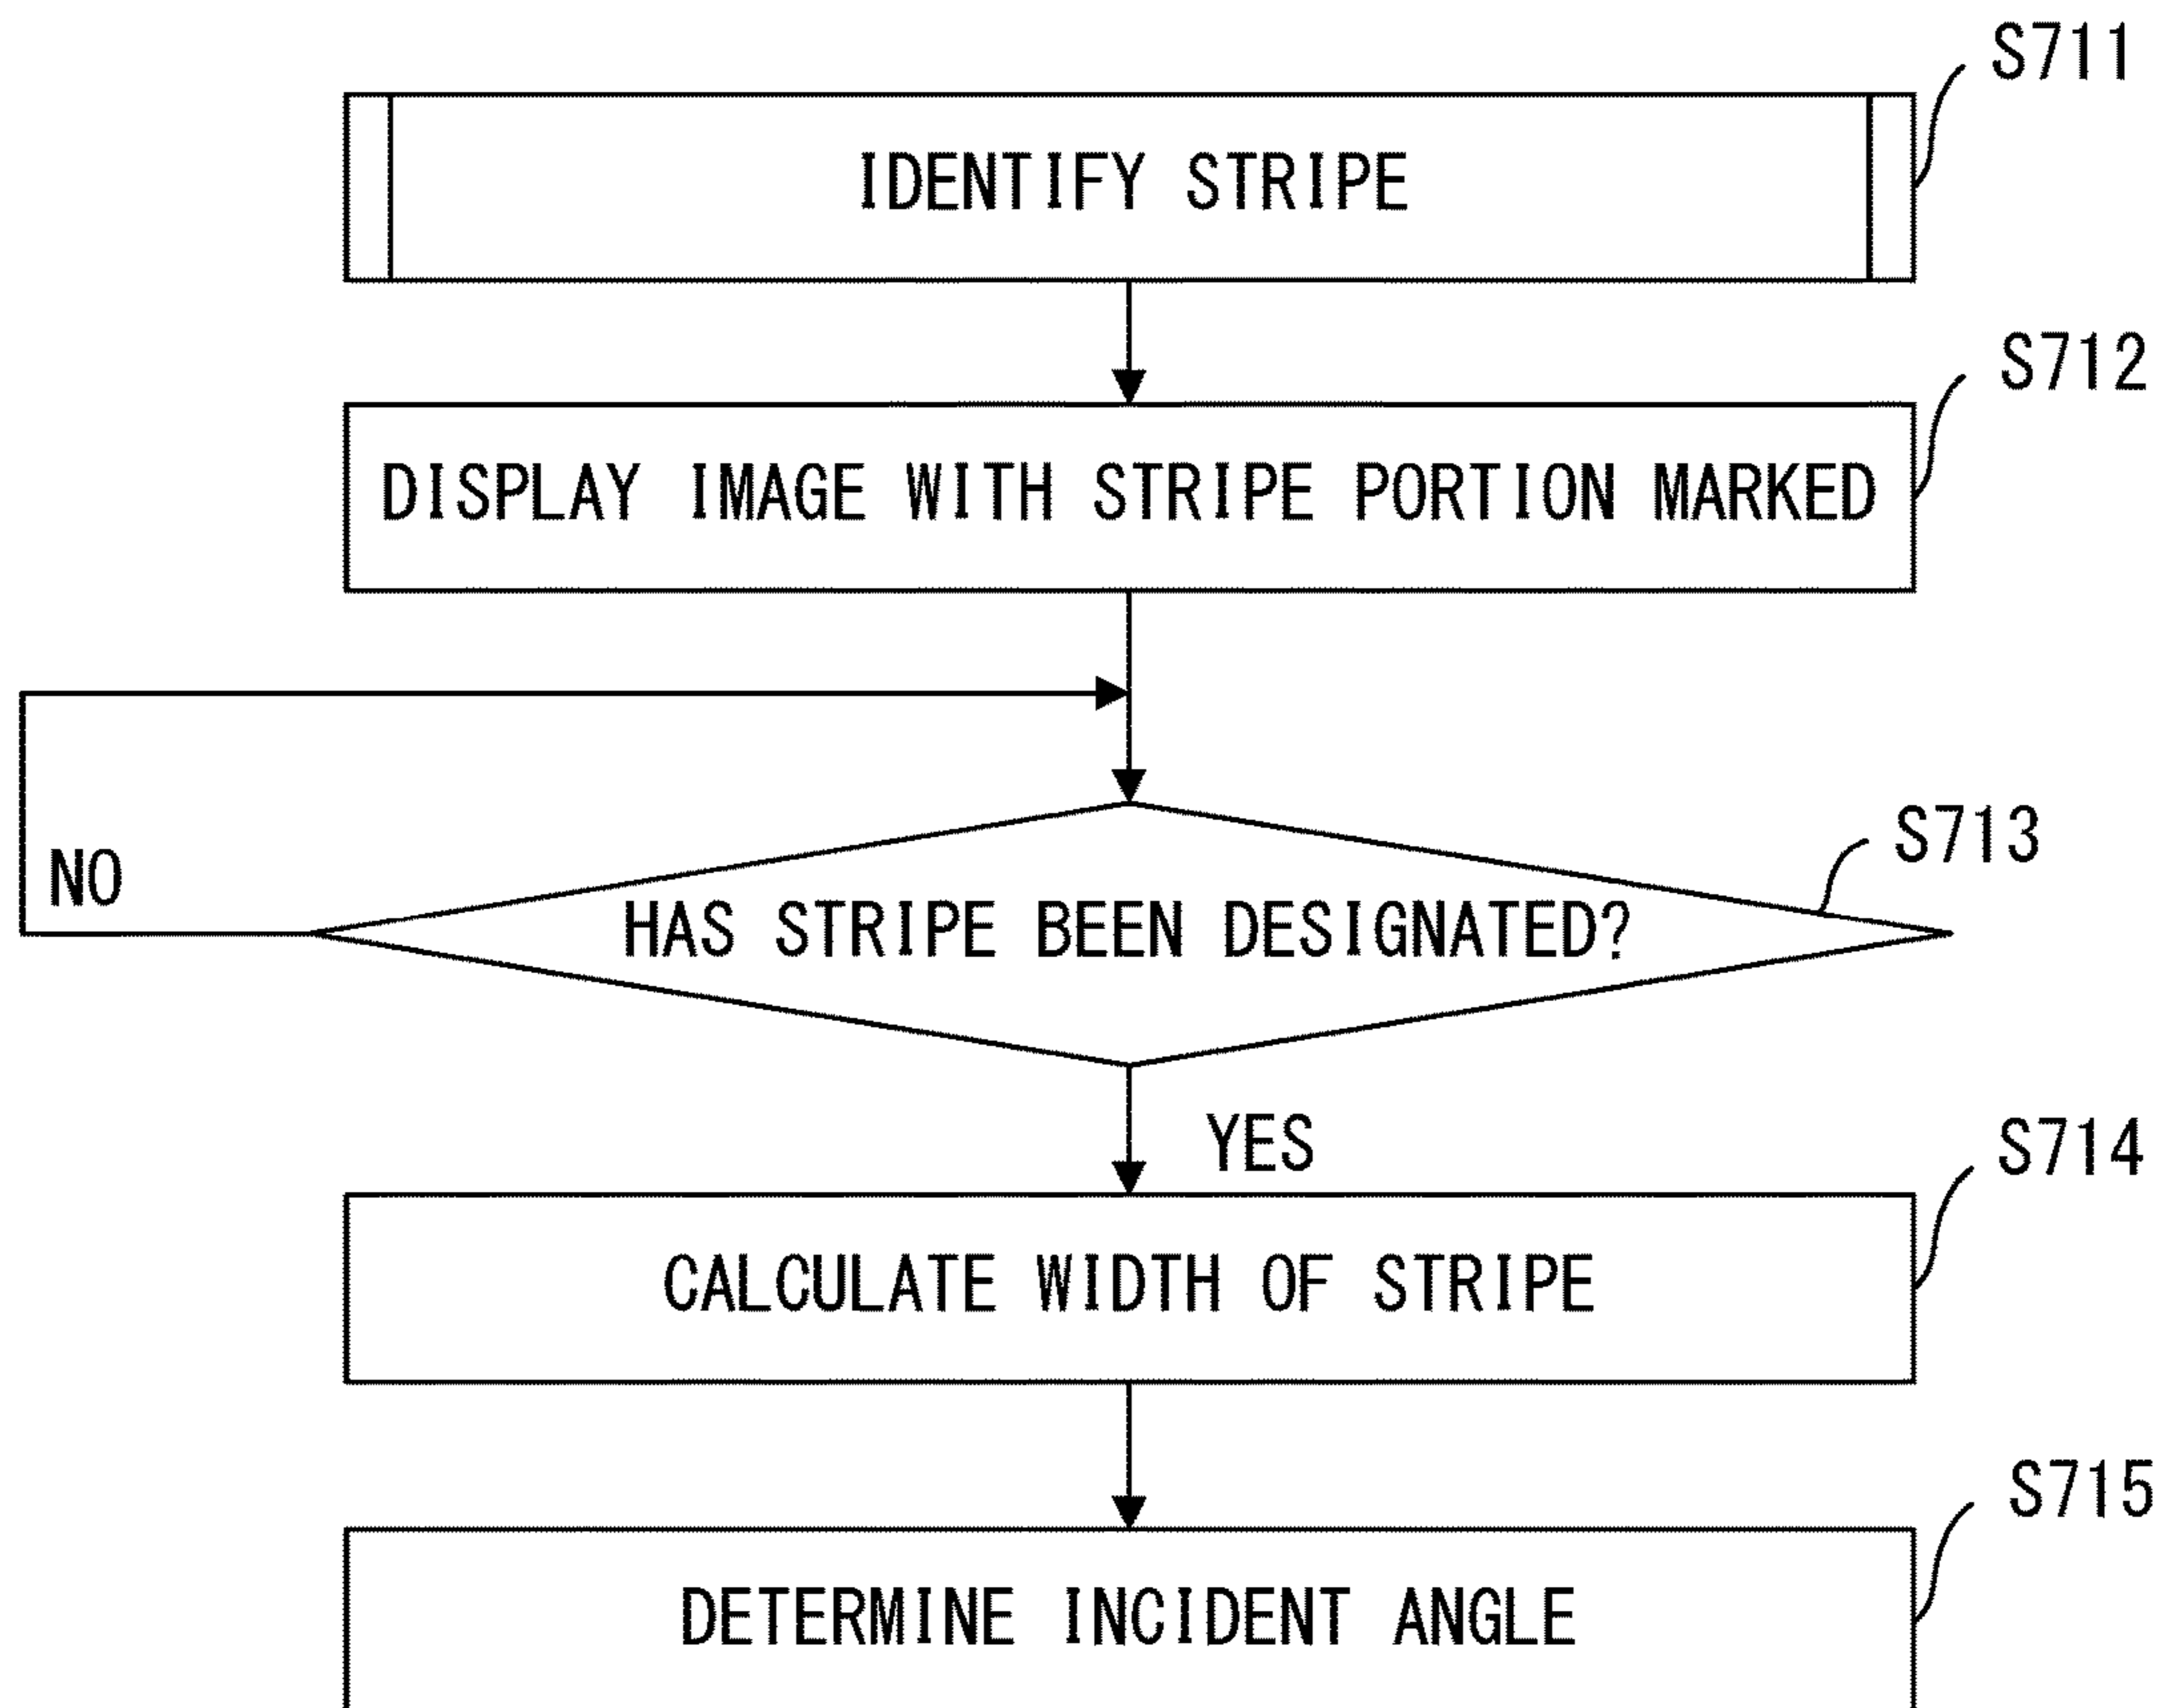 S711
IDENTIFY STRIPE
S712
DISPLAY IMAGE WITH STRIPE PORTION MARKED
S713
NO
HAS STRIPE BEEN DESIGNATED?
YES
S714
CALCULATE WIDTH OF STRIPE
S715
DETERMINE INCIDENT ANGLE